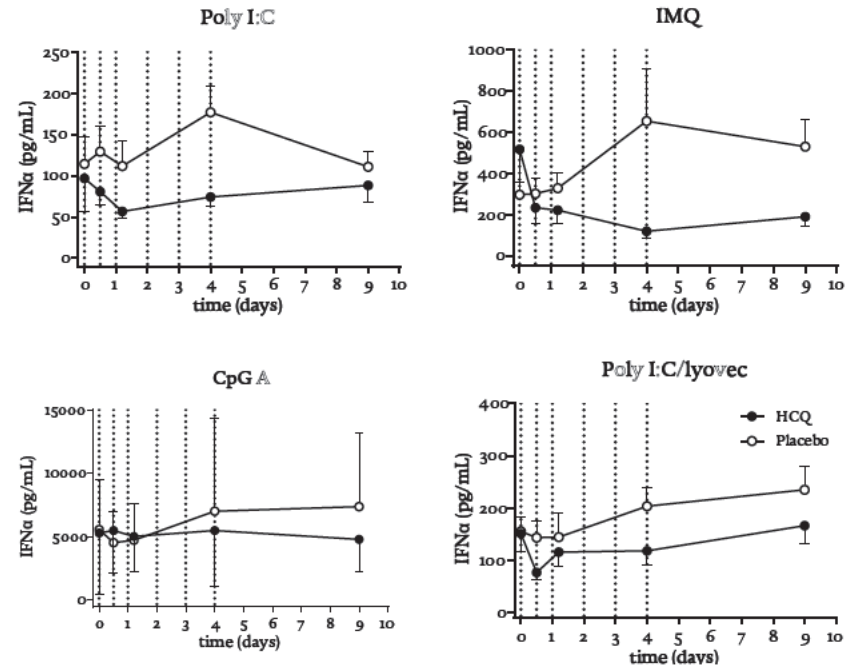 Poly I:C
250
200
150
100
50
0
IFNα (pg/mL)
0 1 2 3 4 5 6 7 8 9 10
time (days)
IMQ
1000
800
600
400
200
0
IFNα (pg/mL)
0 1 2 3 4 5 6 7 8 9 10
time (days)
CpG A
15000
10000
5000
0
IFNα (pg/mL)
0 1 2 3 4 5 6 7 8 9 10
time (days)
Poly I:C/lyovec
400
300
200
100
0
IFNα (pg/mL)
HCQ
Placebo
0 1 2 3 4 5 6 7 8 9 10
time (days)